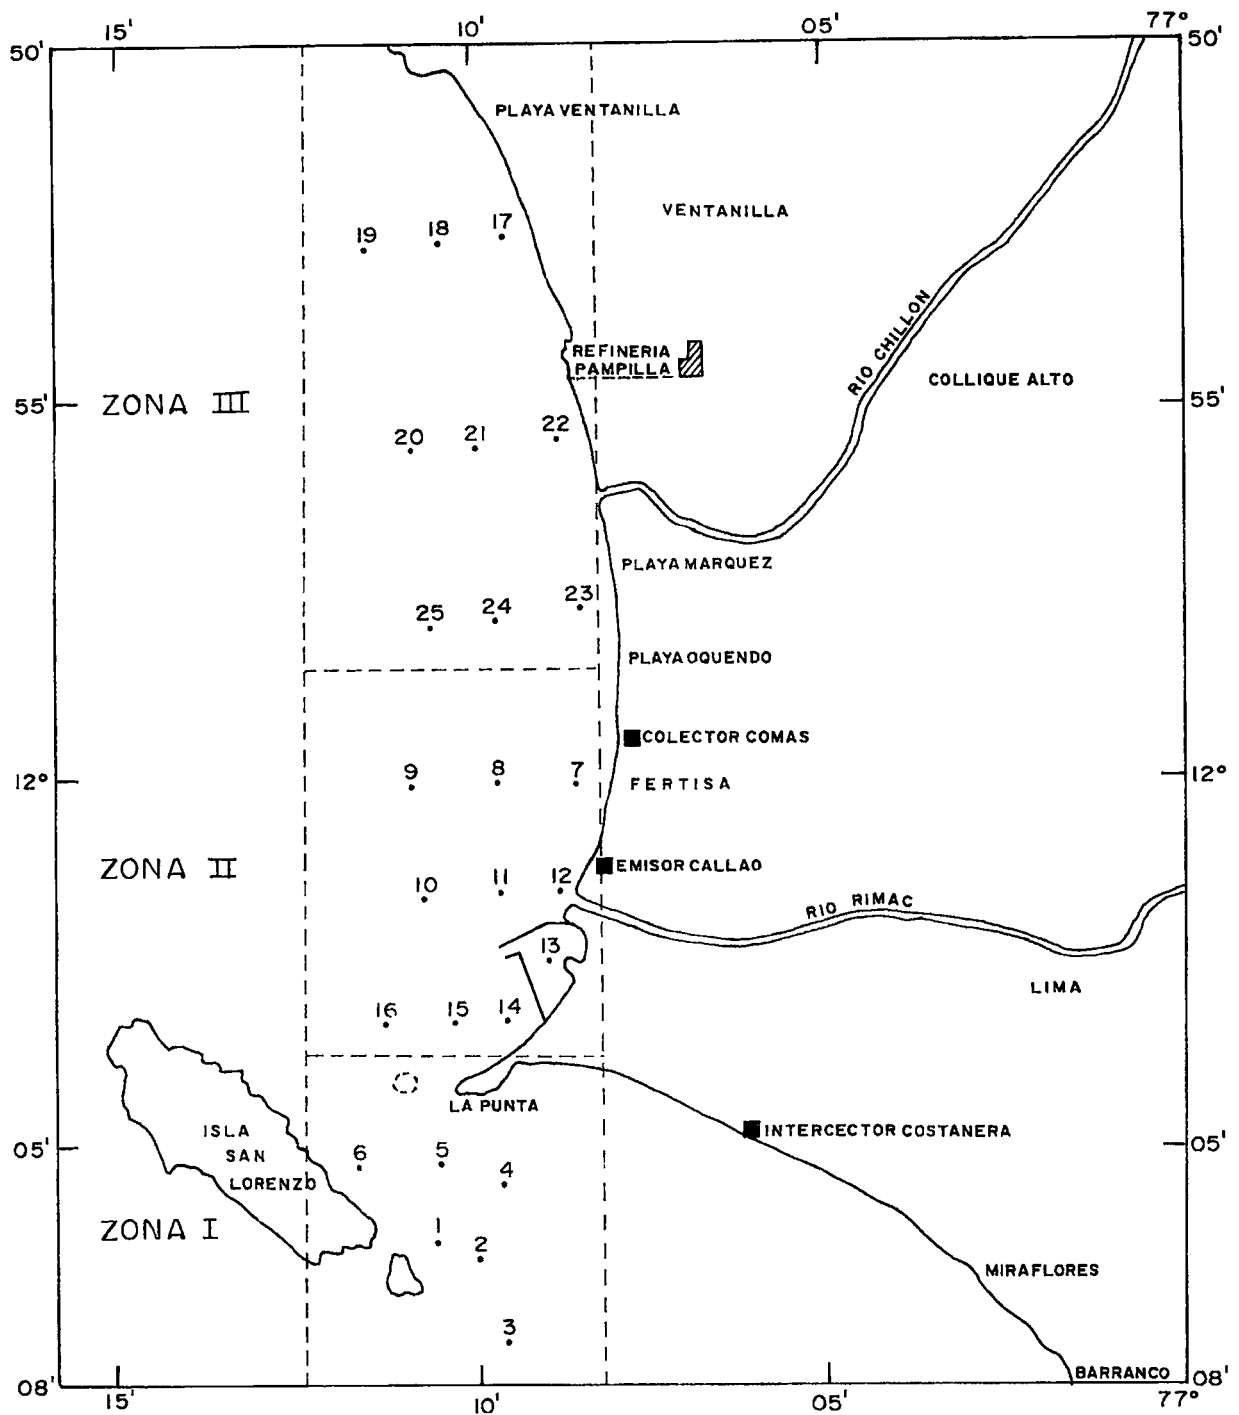 15' 10' 05' 77°
50' 50'
PLAYA VENTANILLA
VENTANILLA
19 18 17
RIO CHILLON
REFINERIA
PAMPILLA
COLLIQUE ALTO
55' ZONA III 55'
20 21 22
PLAYA MARQUEZ
25 24 23
PLAYA OQUENDO
COLECTOR COMAS
9 8 7
12° FERTISA 12°
ZONA II
EMISOR CALLAO
10 11 12
RIO RIMAC
13
LIMA
16 15 14
LA PUNTA
05' INTERCECTOR COSTANERA 05'
ISLA
SAN
LORENZO
6 5 4
ZONA I
1 2
MIRAFLORES
3
BARRANCO
08' 08'
15' 10' 05' 77°